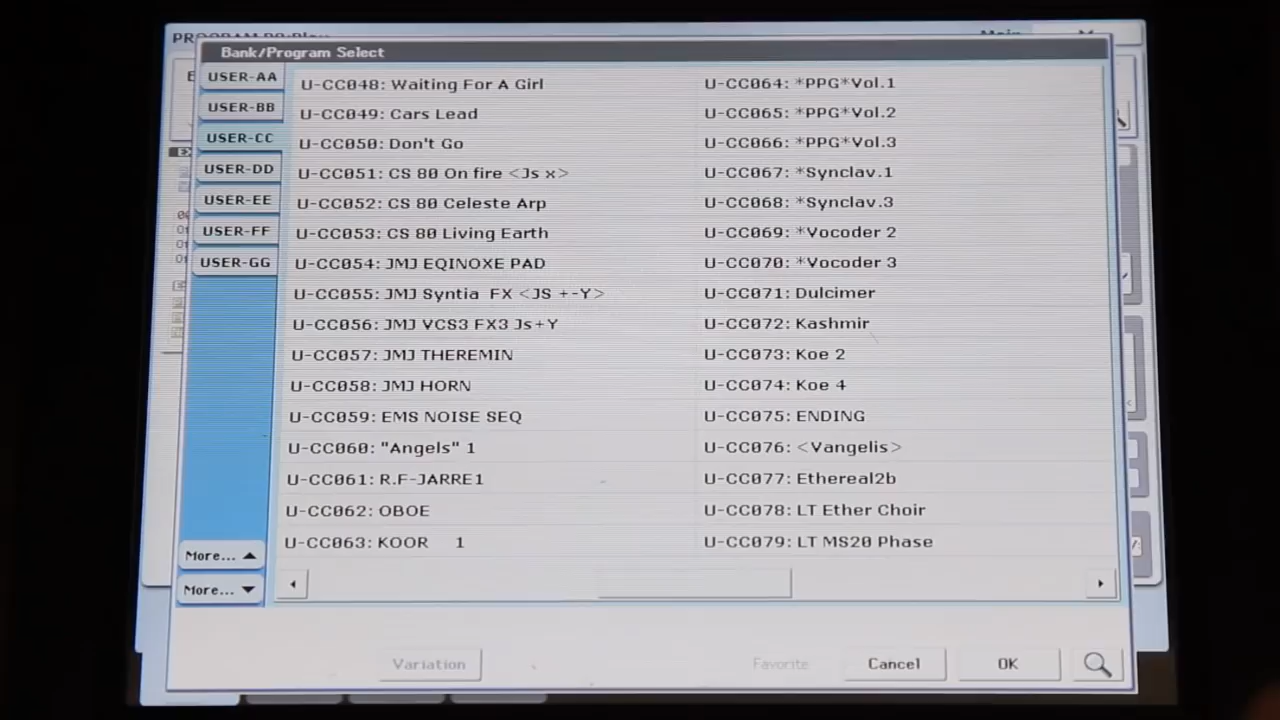 Bank/Program Select
USER-AA
USER-BB
USER-CC
USER-DD
USER-EE
USER-FF
USER-GG
More...
More...
U-CC048: Waiting For A Girl
U-CC049: Cars Lead
U-CC050: Don't Go
U-CC051: CS 80 On fire <Js x>
U-CC052: CS 80 Celeste Arp
U-CC053: CS 80 Living Earth
U-CC054: JMJ EQINOXE PAD
U-CC055: JMJ Syntia FX <JS +-Y>
U-CC056: JMJ VCS3 FX3 Js+Y
U-CC057: JMJ THEREMIN
U-CC058: JMJ HORN
U-CC059: EMS NOISE SEQ
U-CC060: "Angels" 1
U-CC061: R.F-JARRE1
U-CC062: OBOE
U-CC063: KOOR 1
U-CC064: *PPG*Vol.1
U-CC065: *PPG*Vol.2
U-CC066: *PPG*Vol.3
U-CC067: *Synclav.1
U-CC068: *Synclav.3
U-CC069: *Vocoder 2
U-CC070: *Vocoder 3
U-CC071: Dulcimer
U-CC072: Kashmir
U-CC073: Koe 2
U-CC074: Koe 4
U-CC075: ENDING
U-CC076: <Vangelis>
U-CC077: Ethereal2b
U-CC078: LT Ether Choir
U-CC079: LT MS20 Phase
Variation
Favorite
Cancel
OK